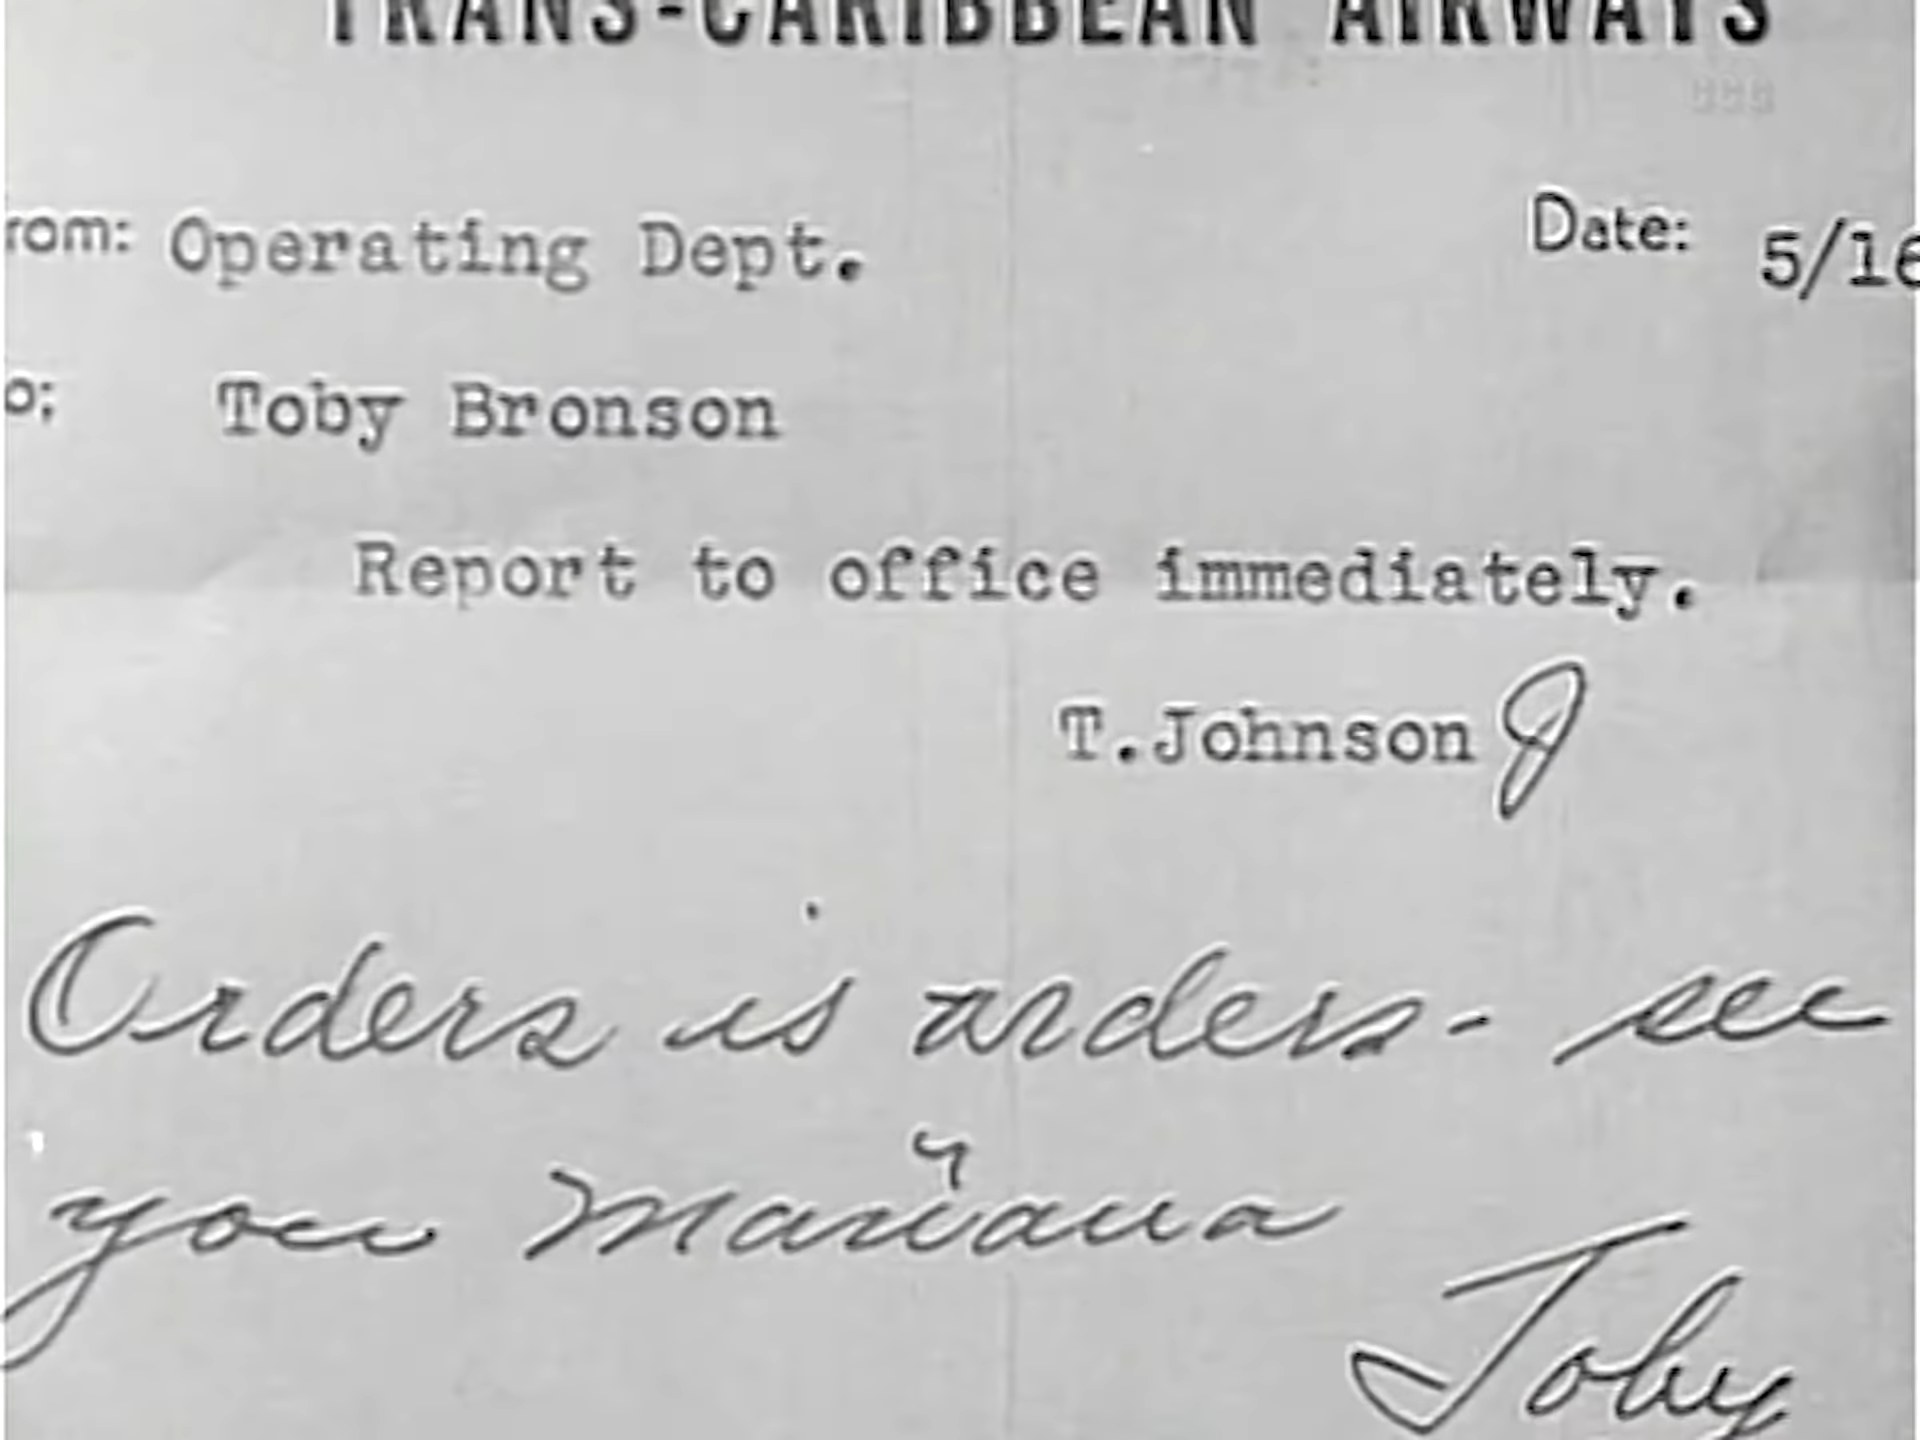 TRANS-CARIBBEAN AIRWAYS
rom: Operating Dept. Date: 5/16
o: Toby Bronson
Report to office immediately.
T.Johnson J
Orders is orders - see
you mañana
Toby